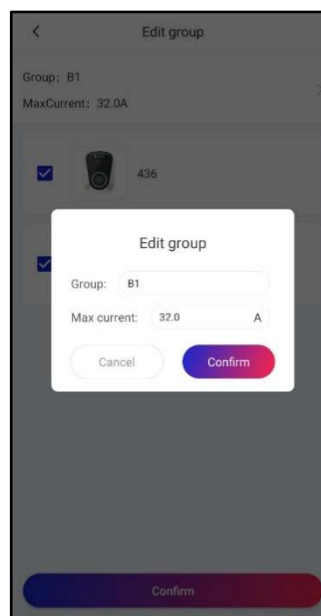 Edit group
Group: B1
MaxCurrent: 32.0A
436
Edit group
Group: B1
Max current: 32.0 A
Cancel Confirm
Confirm